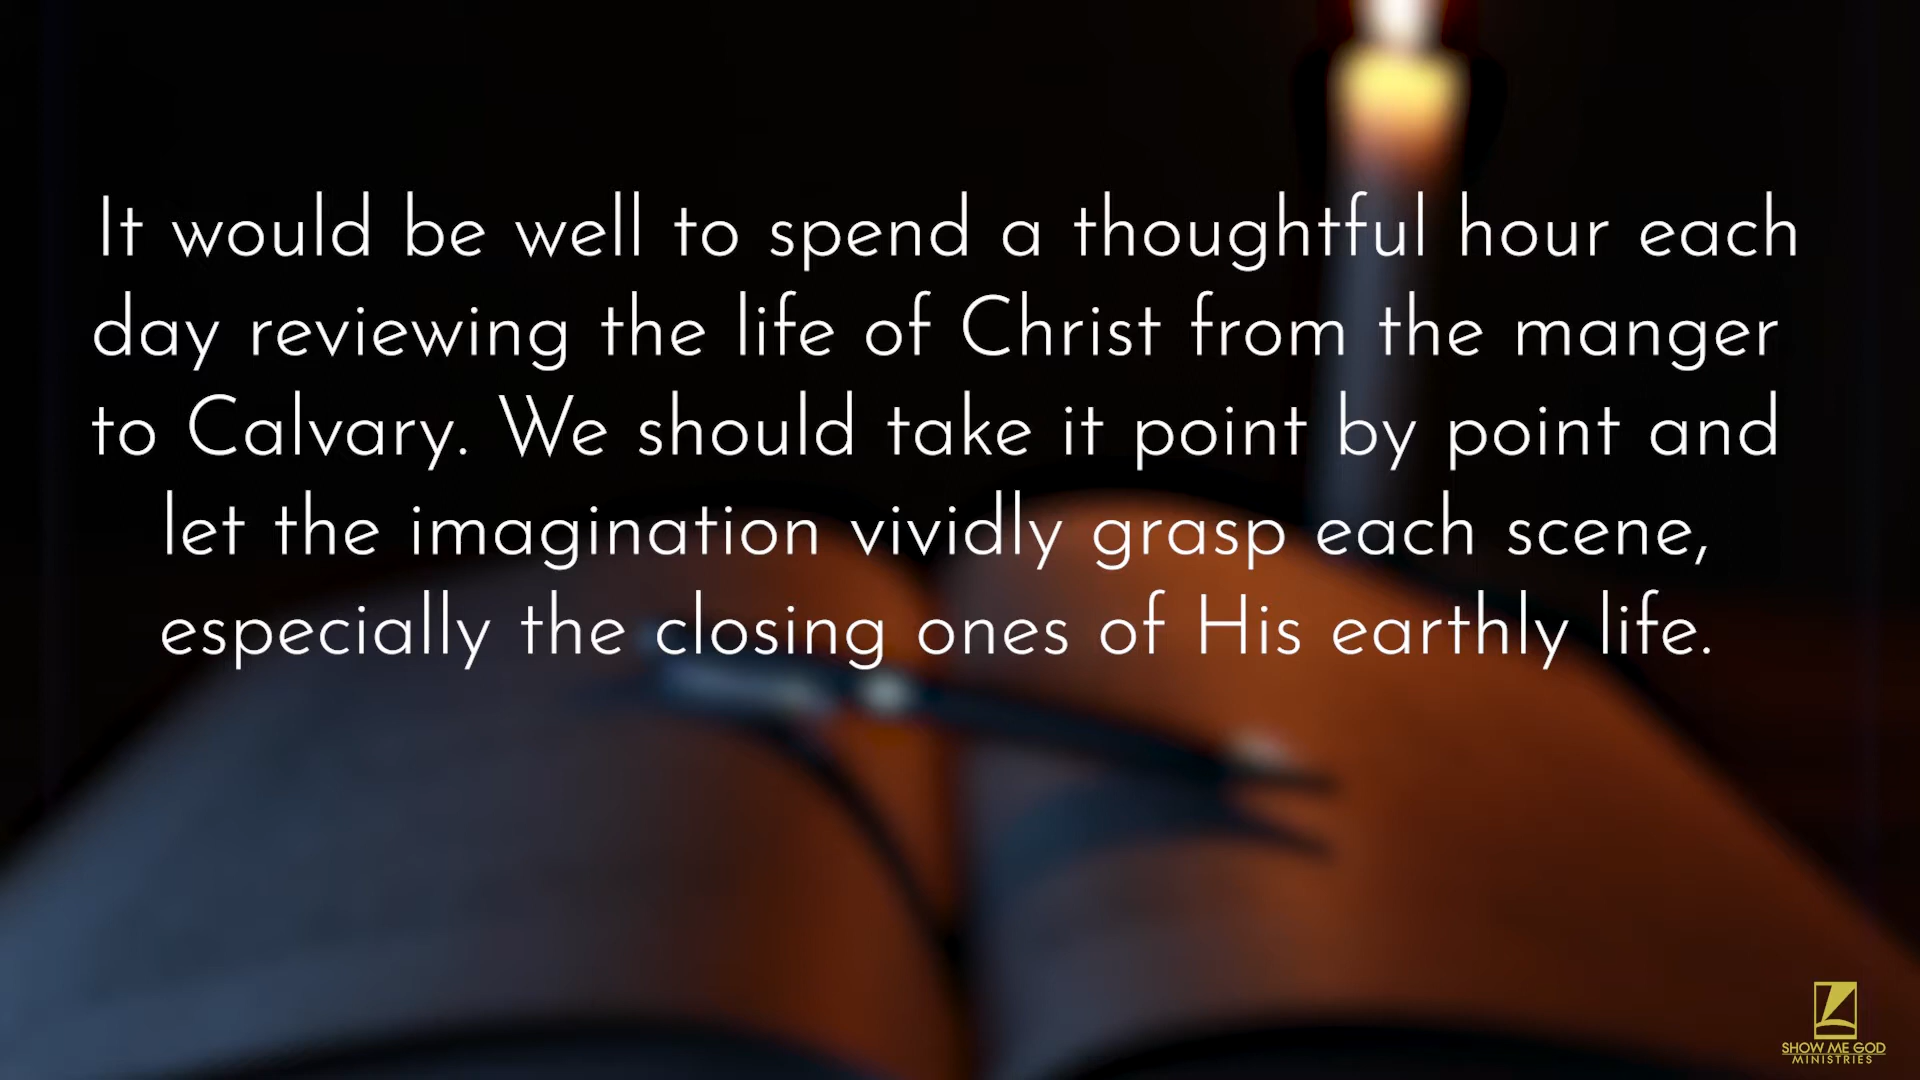 It would be well to spend a thoughtful hour each
day reviewing the life of Christ from the manger
to Calvary. We should take it point by point and
let the imagination vividly grasp each scene,
especially the closing ones of His earthly life.
SHOW ME GOD
MINISTRIES